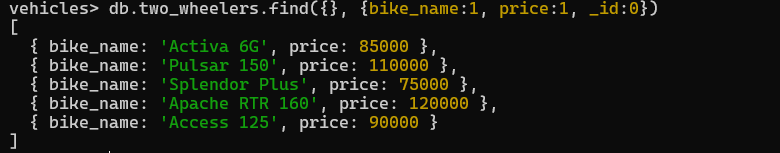 vehicles> db.two_wheelers.find({}, {bike_name:1, price:1, _id:0})
[
  { bike_name: 'Activa 6G', price: 85000 },
  { bike_name: 'Pulsar 150', price: 110000 },
  { bike_name: 'Splendor Plus', price: 75000 },
  { bike_name: 'Apache RTR 160', price: 120000 },
  { bike_name: 'Access 125', price: 90000 }
]